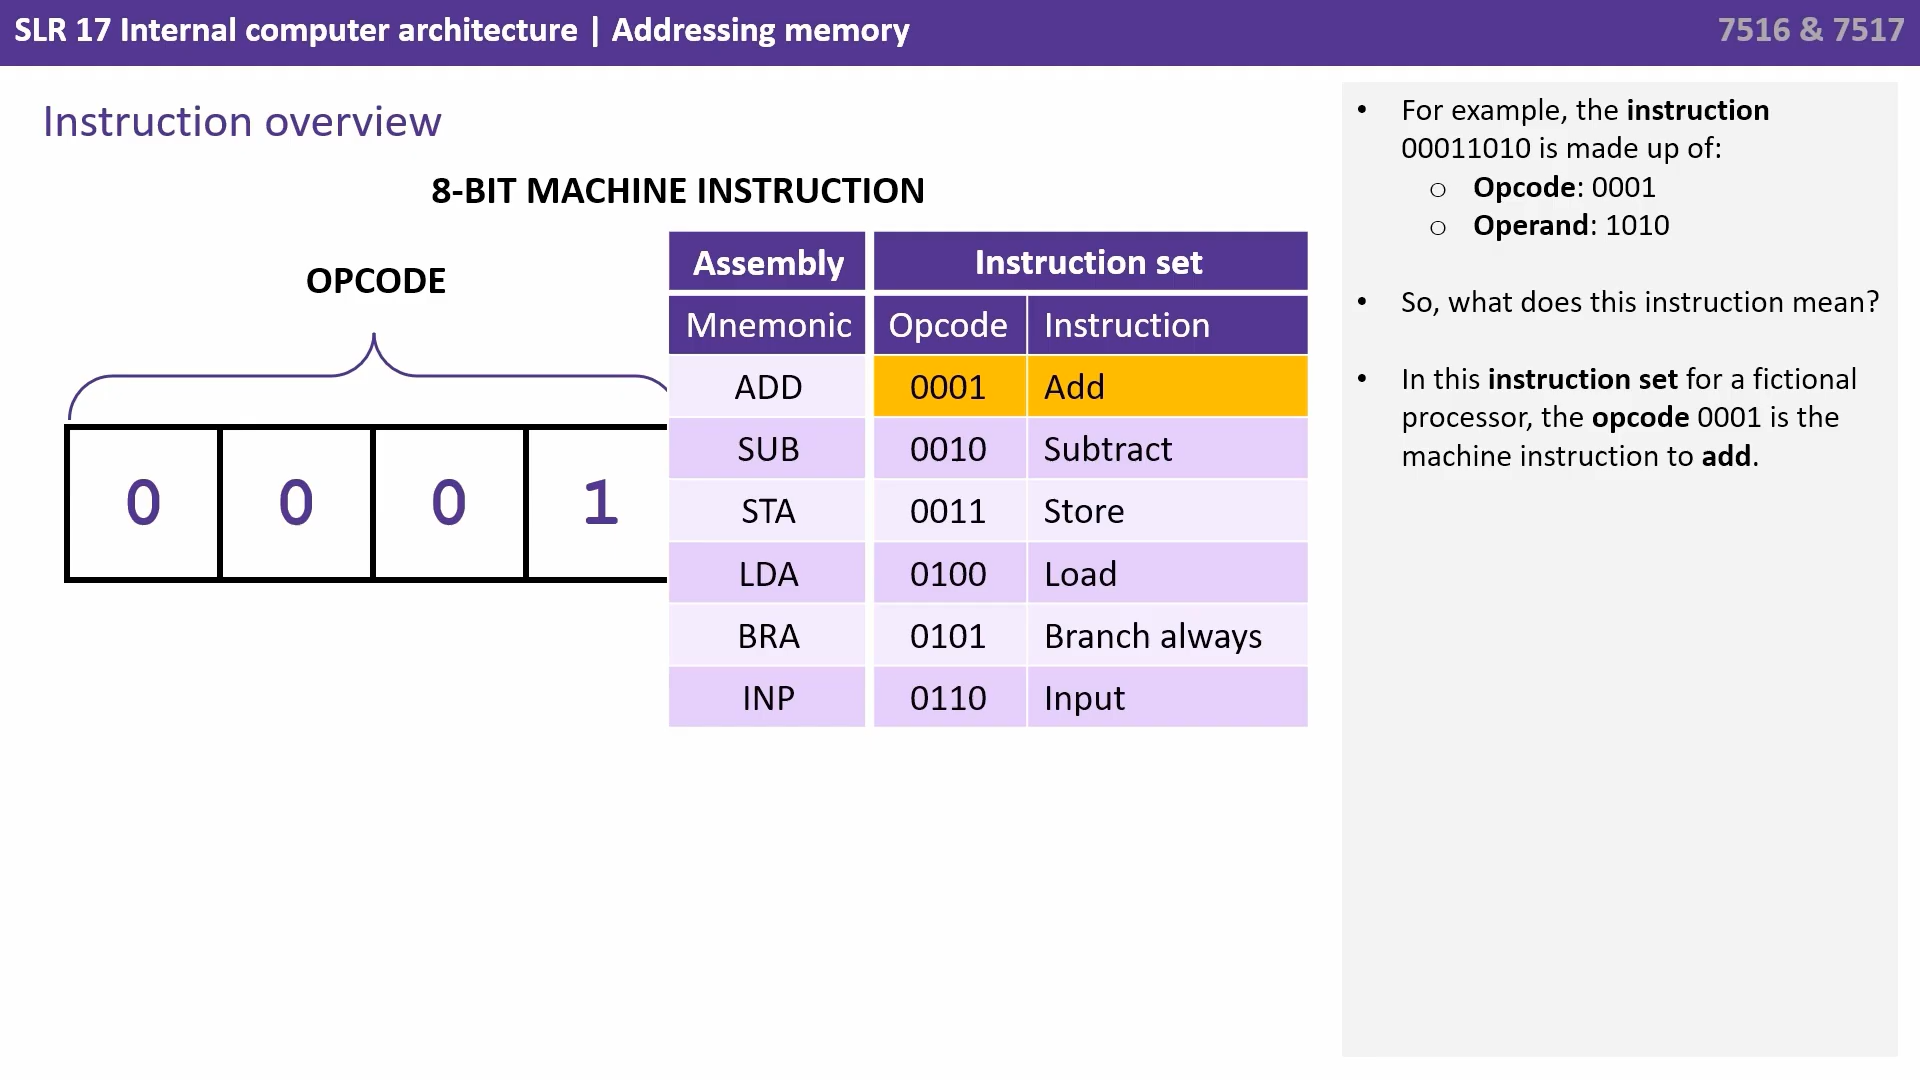 SLR 17 Internal computer architecture | Addressing memory
7516 & 7517
Instruction overview
8-BIT MACHINE INSTRUCTION
OPCODE
0 0 0 1
Assembly Instruction set
Mnemonic Opcode Instruction
ADD 0001 Add
SUB 0010 Subtract
STA 0011 Store
LDA 0100 Load
BRA 0101 Branch always
INP 0110 Input
• For example, the instruction
00011010 is made up of:
o Opcode: 0001
o Operand: 1010
• So, what does this instruction mean?
• In this instruction set for a fictional
processor, the opcode 0001 is the
machine instruction to add.